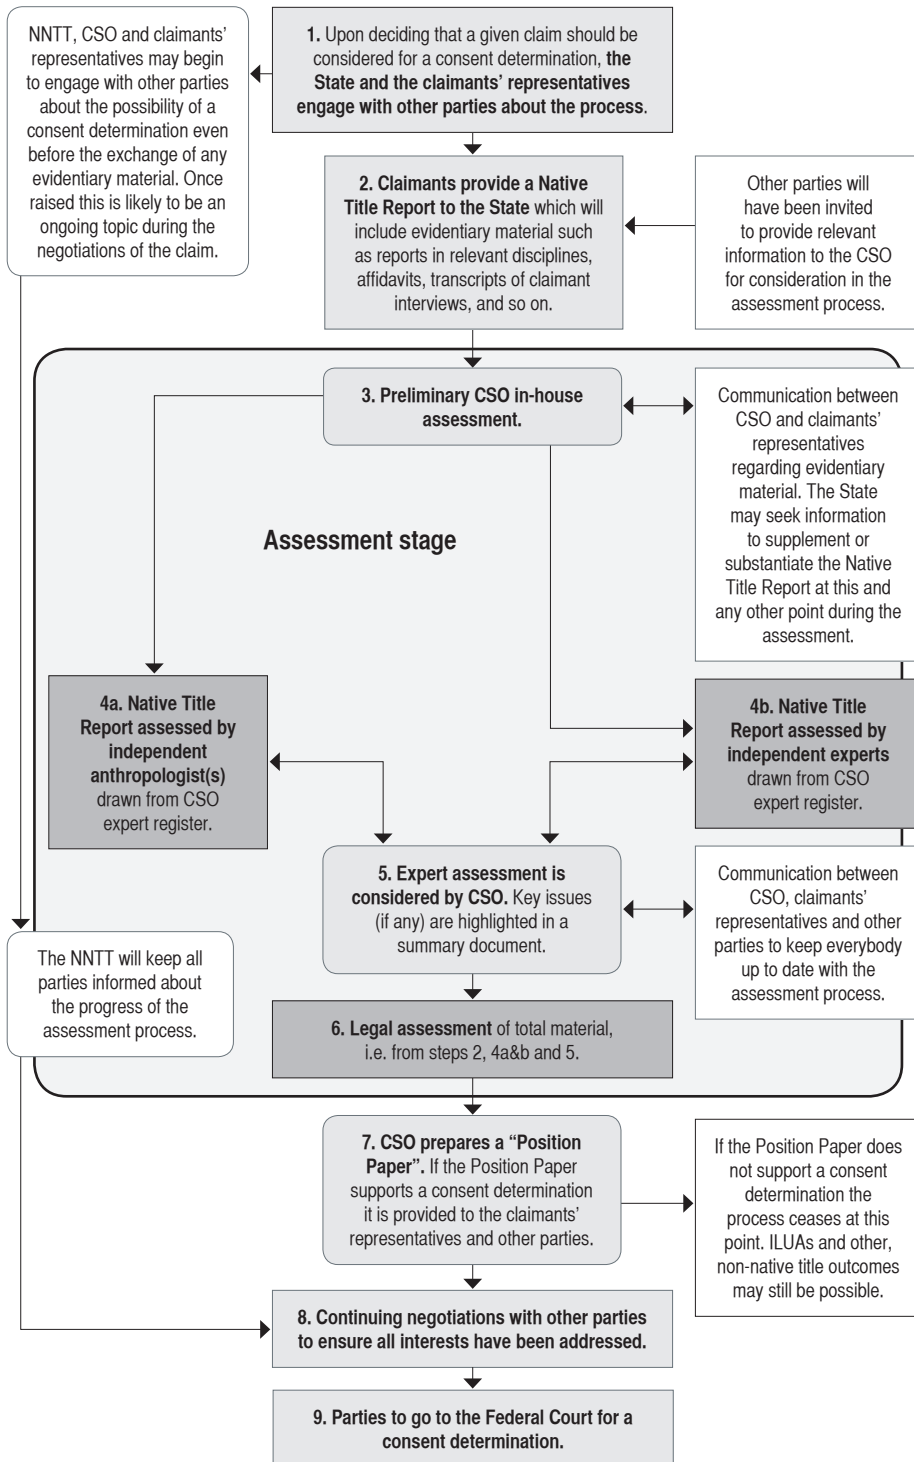 NNTT, CSO and claimants'
representatives may begin
to engage with other parties
about the possibility of a
consent determination even
before the exchange of any
evidentiary material. Once
raised this is likely to be an
ongoing topic during the
negotiations of the claim.
1. Upon deciding that a given claim should be
considered for a consent determination, the
State and the claimants' representatives
engage with other parties about the process.
2. Claimants provide a Native
Title Report to the State which will
include evidentiary material such
as reports in relevant disciplines,
affidavits, transcripts of claimant
interviews, and so on.
Other parties will
have been invited
to provide relevant
information to the CSO
for consideration in the
assessment process.
3. Preliminary CSO in-house
assessment.
Communication between
CSO and claimants'
representatives
regarding evidentiary
material. The State
may seek information
to supplement or
substantiate the Native
Title Report at this and
any other point during the
assessment.
Assessment stage
4a. Native Title
Report assessed by
independent
anthropologist(s)
drawn from CSO
expert register.
4b. Native Title
Report assessed by
independent experts
drawn from CSO
expert register.
5. Expert assessment is
considered by CSO. Key issues
(if any) are highlighted in a
summary document.
Communication between
CSO, claimants'
representatives and other
parties to keep everybody
up to date with the
assessment process.
The NNTT will keep all
parties informed about
the progress of the
assessment process.
6. Legal assessment of total material,
i.e. from steps 2, 4a&b and 5.
7. CSO prepares a “Position
Paper”. If the Position Paper
supports a consent determination
it is provided to the claimants'
representatives and other parties.
If the Position Paper does
not support a consent
determination the
process ceases at this
point. ILUAs and other,
non-native title outcomes
may still be possible.
8. Continuing negotiations with other parties
to ensure all interests have been addressed.
9. Parties to go to the Federal Court for a
consent determination.